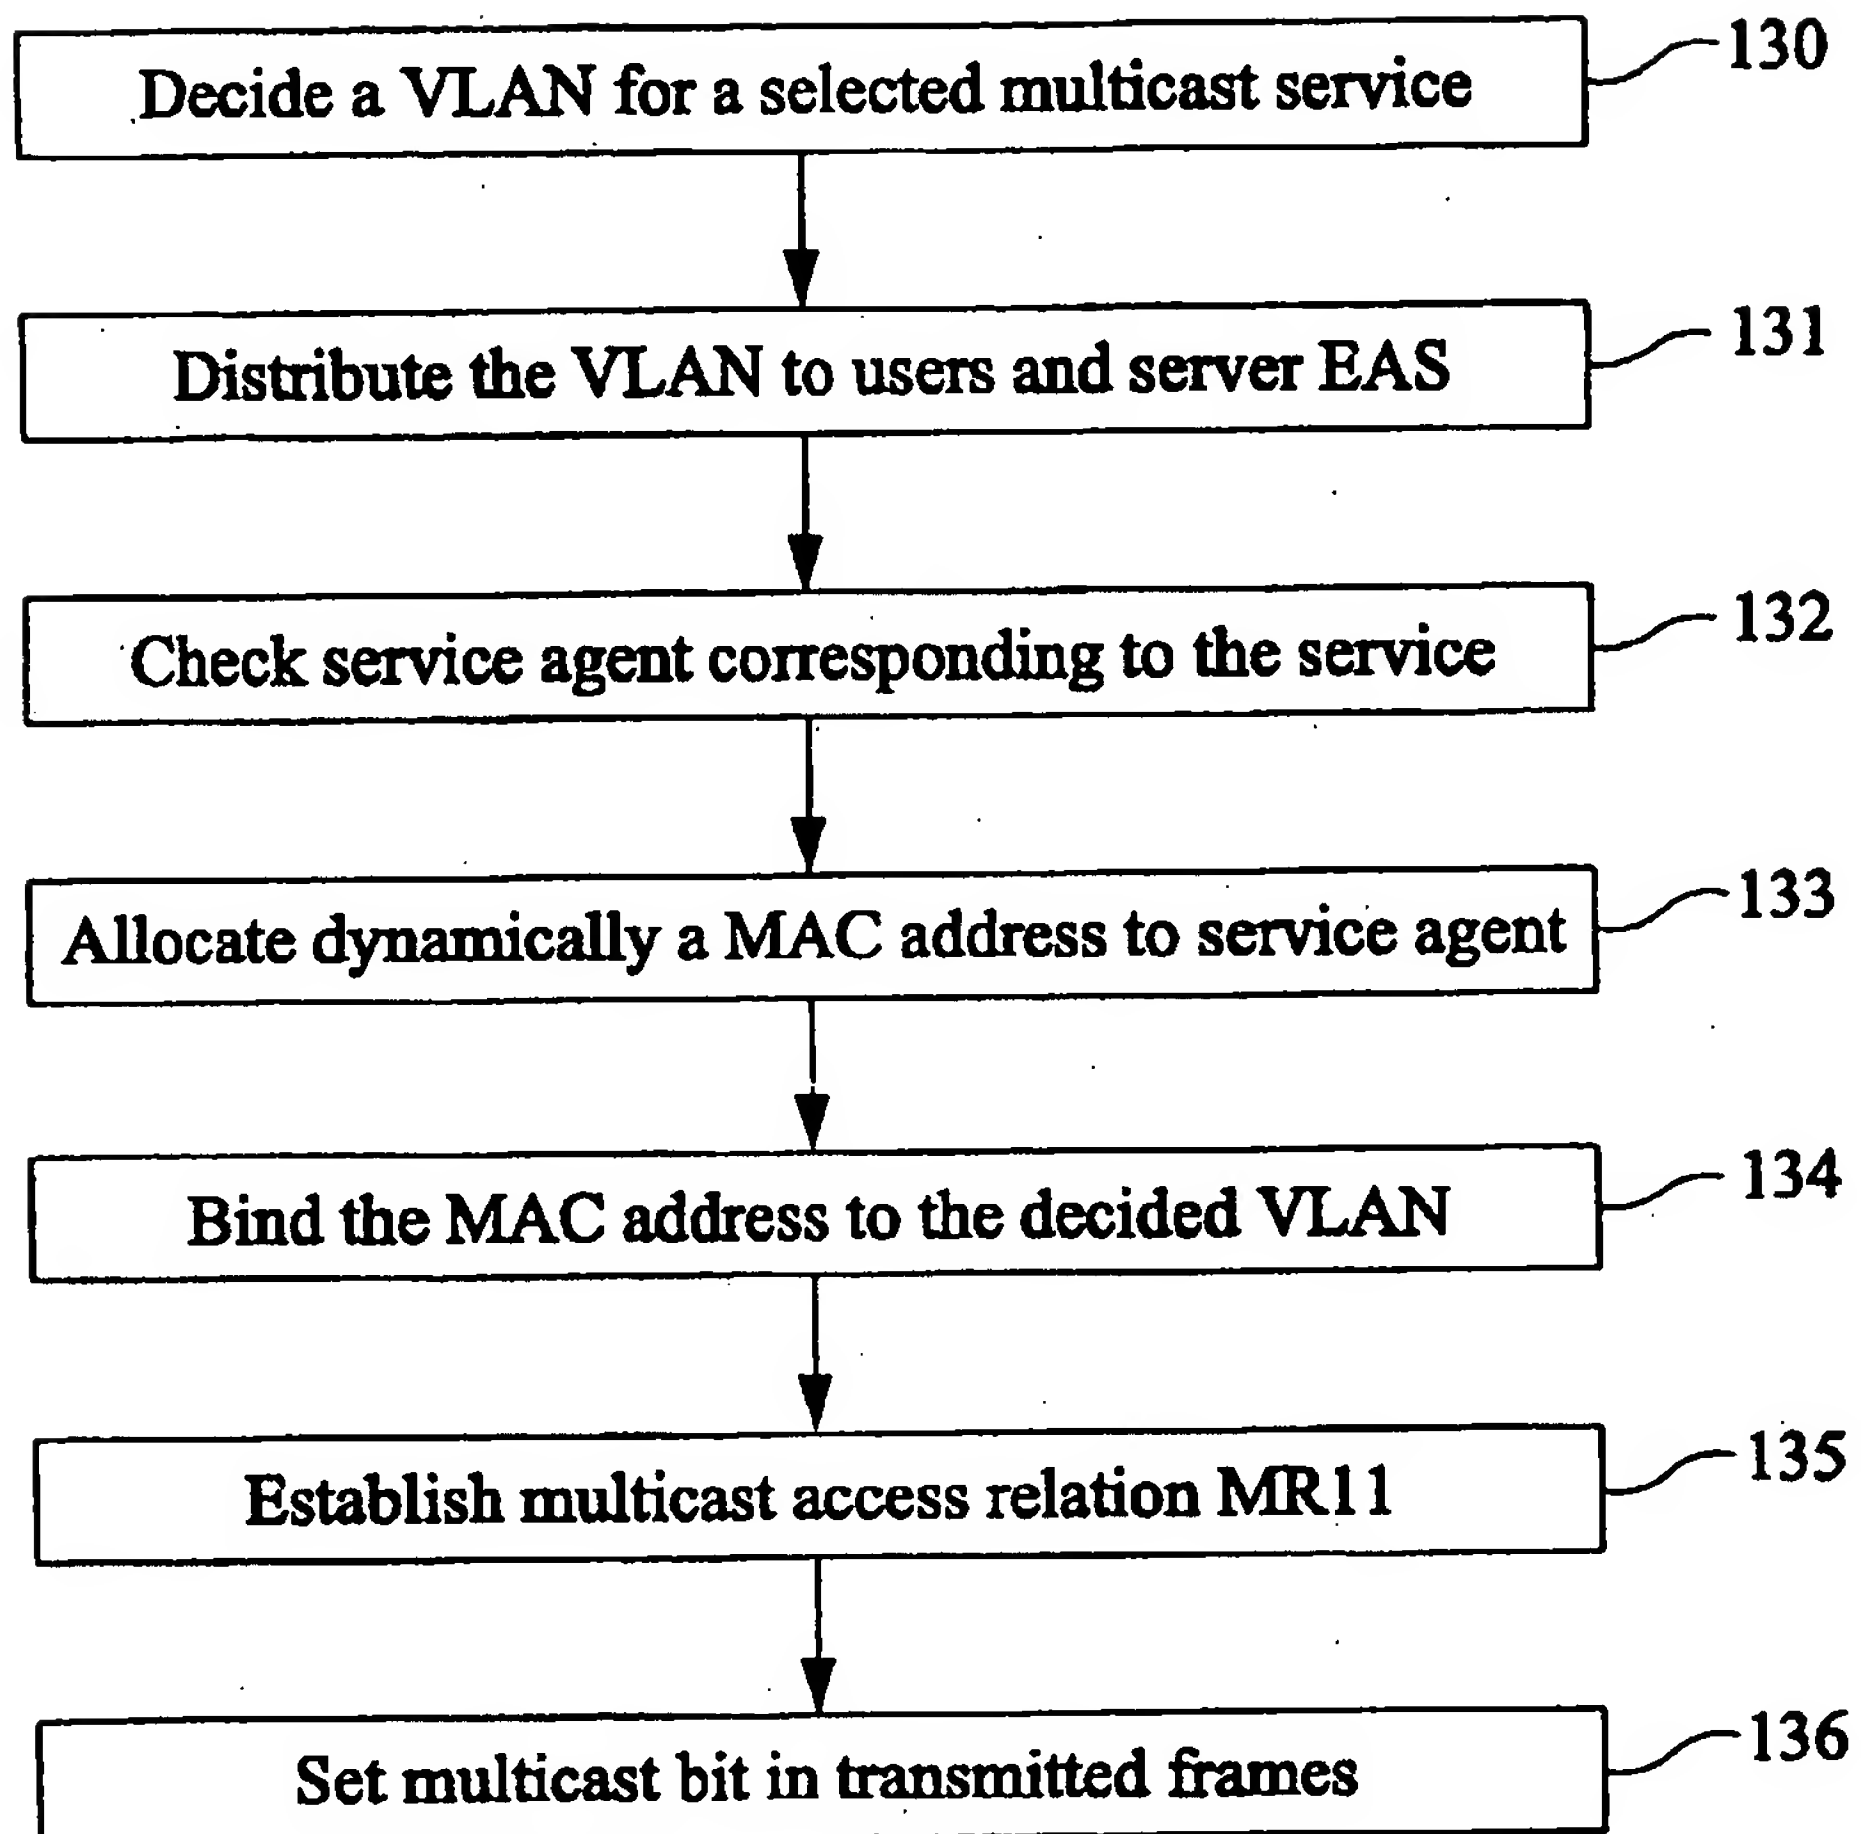 Decide a VLAN for a selected multicast service
130
Distribute the VLAN to users and server EAS
131
Check service agent corresponding to the service
132
Allocate dynamically a MAC address to service agent
133
Bind the MAC address to the decided VLAN
134
Establish multicast access relation MR11
135
Set multicast bit in transmitted frames
136